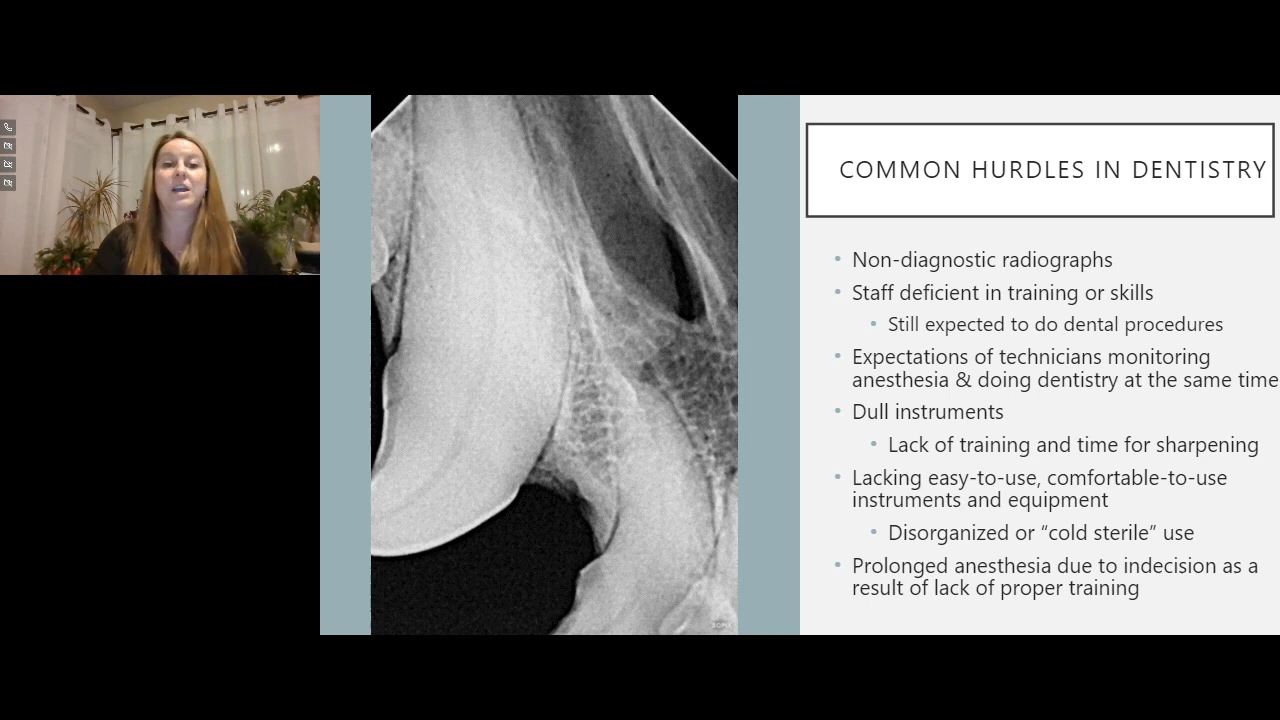 COMMON HURDLES IN DENTISTRY
Non-diagnostic radiographs
Staff deficient in training or skills
Still expected to do dental procedures
Expectations of technicians monitoring
anesthesia & doing dentistry at the same time
Dull instruments
Lack of training and time for sharpening
Lacking easy-to-use, comfortable-to-use
instruments and equipment
Disorganized or “cold sterile” use
Prolonged anesthesia due to indecision as a
result of lack of proper training